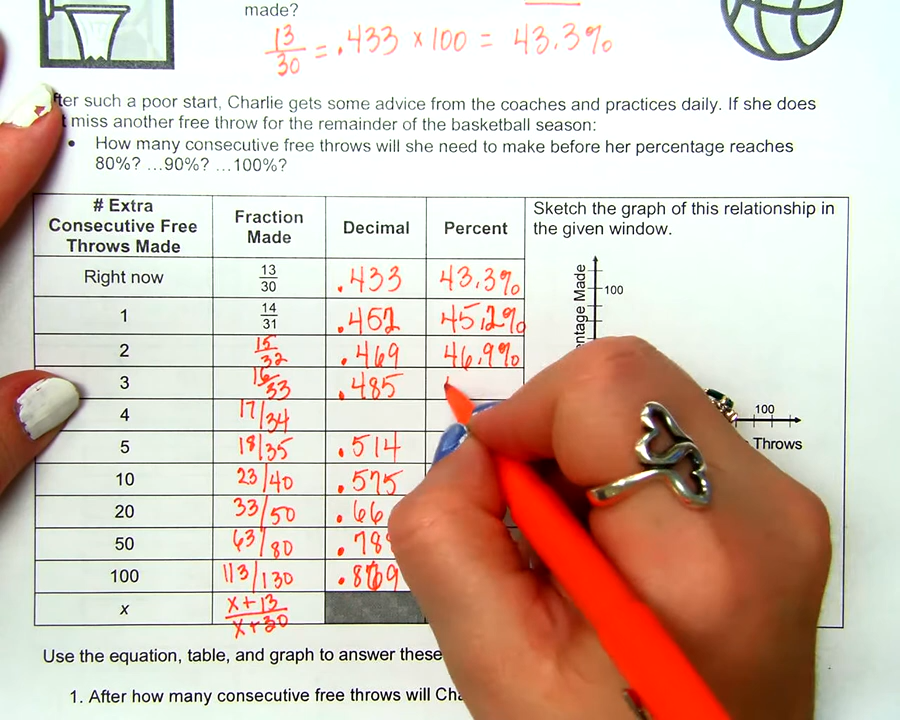 made?
13/30 = .433 × 100 = 43.3%
ter such a poor start, Charlie gets some advice from the coaches and practices daily. If she does
t miss another free throw for the remainder of the basketball season:
• How many consecutive free throws will she need to make before her percentage reaches
80%? …90%? …100%?
# Extra Consecutive Free Throws Made Fraction Made Decimal Percent
Right now 13/30 .433 43.3%
1 14/31 .452 45.2%
2 15/32 .469 46.9%
3 16/33 .485
4 17/34
5 18/35 .514
10 23/40 .575
20 33/50 .66
50 63/80 .78
100 113/130 .869
x x+13/x+30
Sketch the graph of this relationship in
the given window.
ntage Made
100
100
Throws
Use the equation, table, and graph to answer these
1. After how many consecutive free throws will Cha